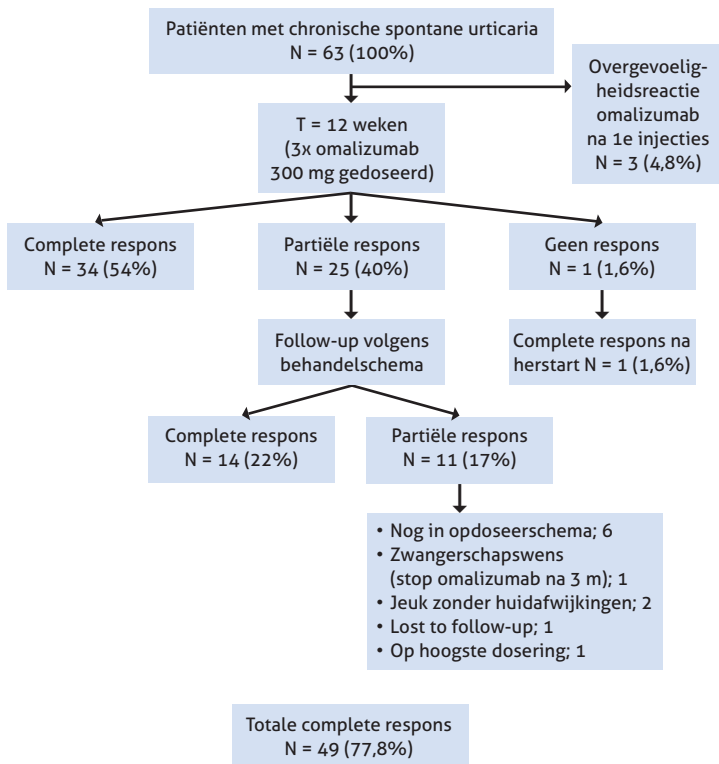 Patiënten met chronische spontane urticaria
N = 63 (100%)
Overgevoelig-
heidsreactie
omalizumab
na 1e injecties
N = 3 (4,8%)
T = 12 weken
(3x omalizumab
300 mg gedoseerd)
Complete respons
N = 34 (54%)
Partiële respons
N = 25 (40%)
Geen respons
N = 1 (1,6%)
Follow-up volgens
behandelschema
Complete respons na
herstart N = 1 (1,6%)
Complete respons
N = 14 (22%)
Partiële respons
N = 11 (17%)
• Nog in opdoseerschema; 6
• Zwangerschapswens
(stop omalizumab na 3 m); 1
• Jeuk zonder huidafwijkingen; 2
• Lost to follow-up; 1
• Op hoogste dosering; 1
Totale complete respons
N = 49 (77,8%)